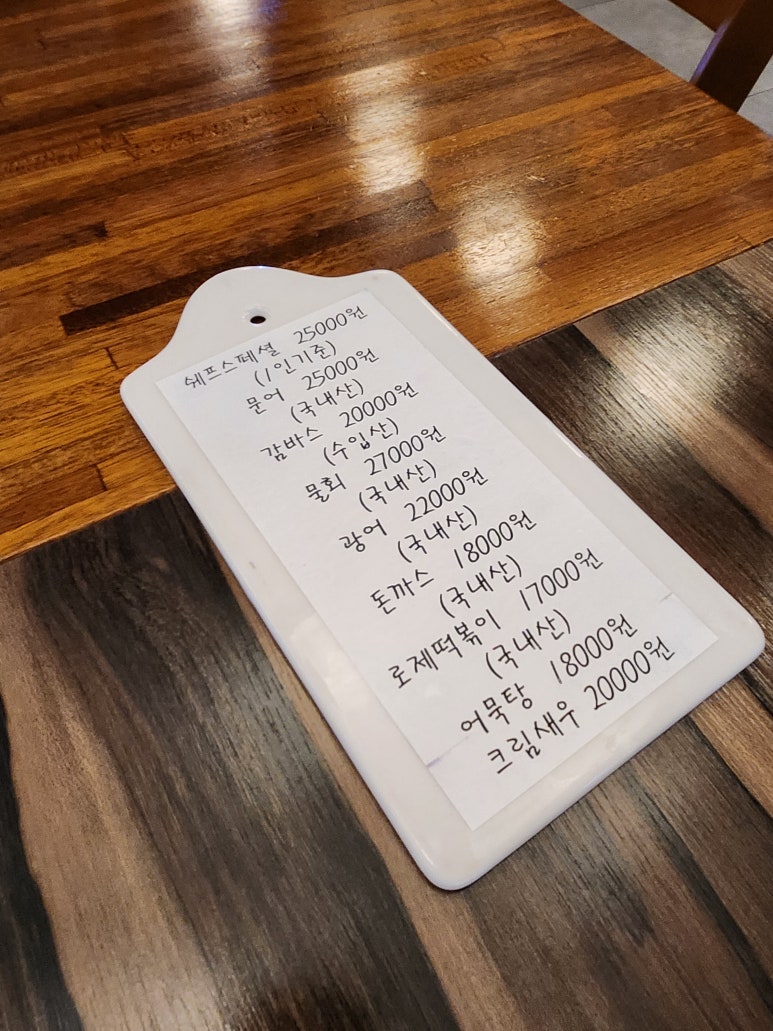 쉐프스페셜 25000원
(1인기준)
문어 25000원
(국내산)
감바스 20000원
(수입산)
물회 27000원
(국내산)
광어 22000원
(국내산)
돈까스 18000원
(국내산)
로제떡볶이 17000원
(국내산)
어묵탕 18000원
크림새우 20000원